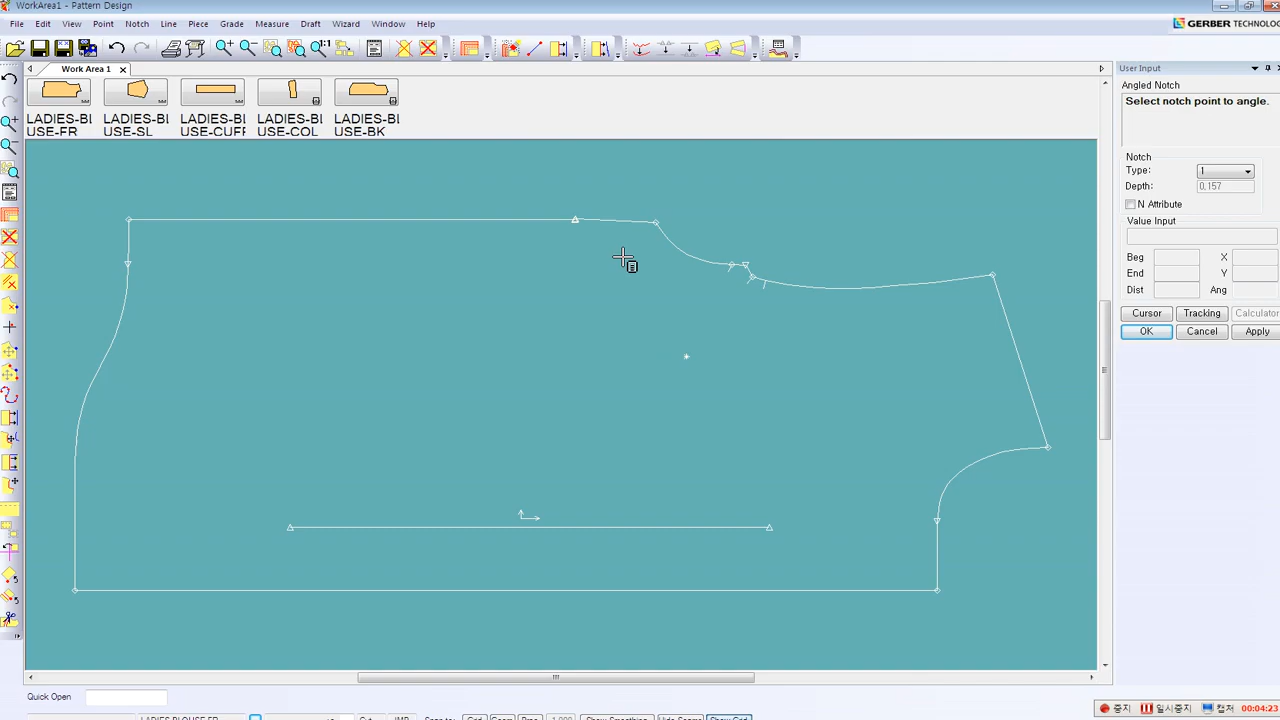 WorkArea1 - Pattern Design
File Edit View Point Notch Line Piece Grade Measure Draft Wizard Window Help
GERBER TECHNOLOG
Work Area 1
User Input
Angled Notch
Select notch point to angle.
LADIES-BL
USE-FR
LADIES-BL
USE-SL
LADIES-BL
USE-CUFF
LADIES-BL
USE-COL
LADIES-BL
USE-BK
Notch
Type: 1
Depth: 0,157
N Attribute
Value Input
Beg X
End Y
Dist Ang
Cursor Tracking Calculator
OK Cancel Apply
Quick Open
중지 일시중지 캡처 00:04:23